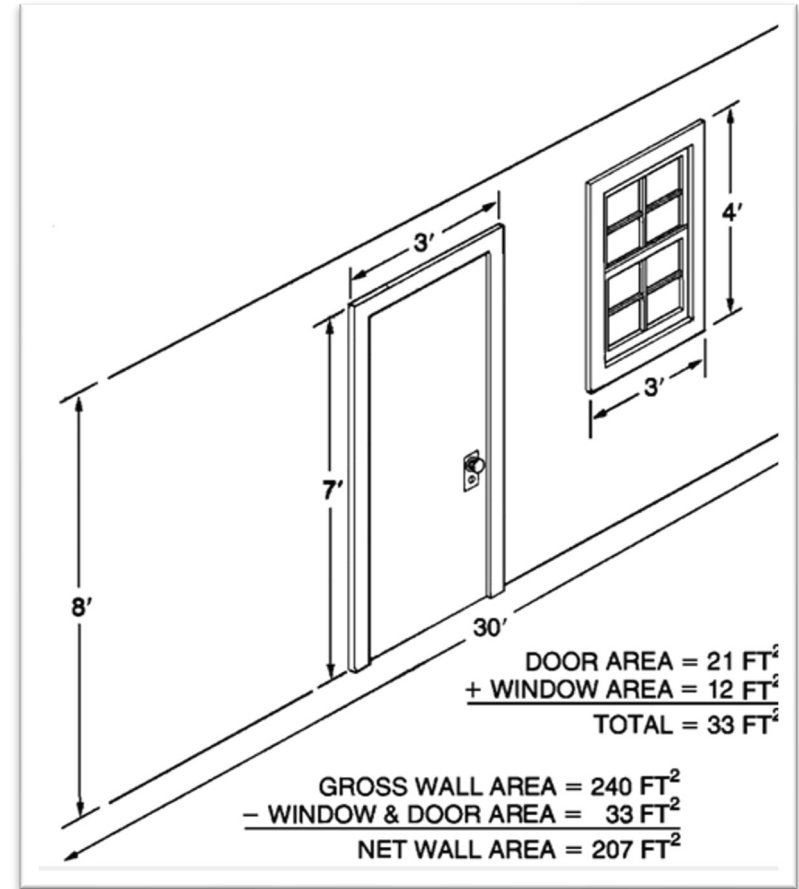 3′
4′
3′
7′
8′
30′
DOOR AREA = 21 FT²
+ WINDOW AREA = 12 FT²
TOTAL = 33 FT²
GROSS WALL AREA = 240 FT²
− WINDOW & DOOR AREA = 33 FT²
NET WALL AREA = 207 FT²